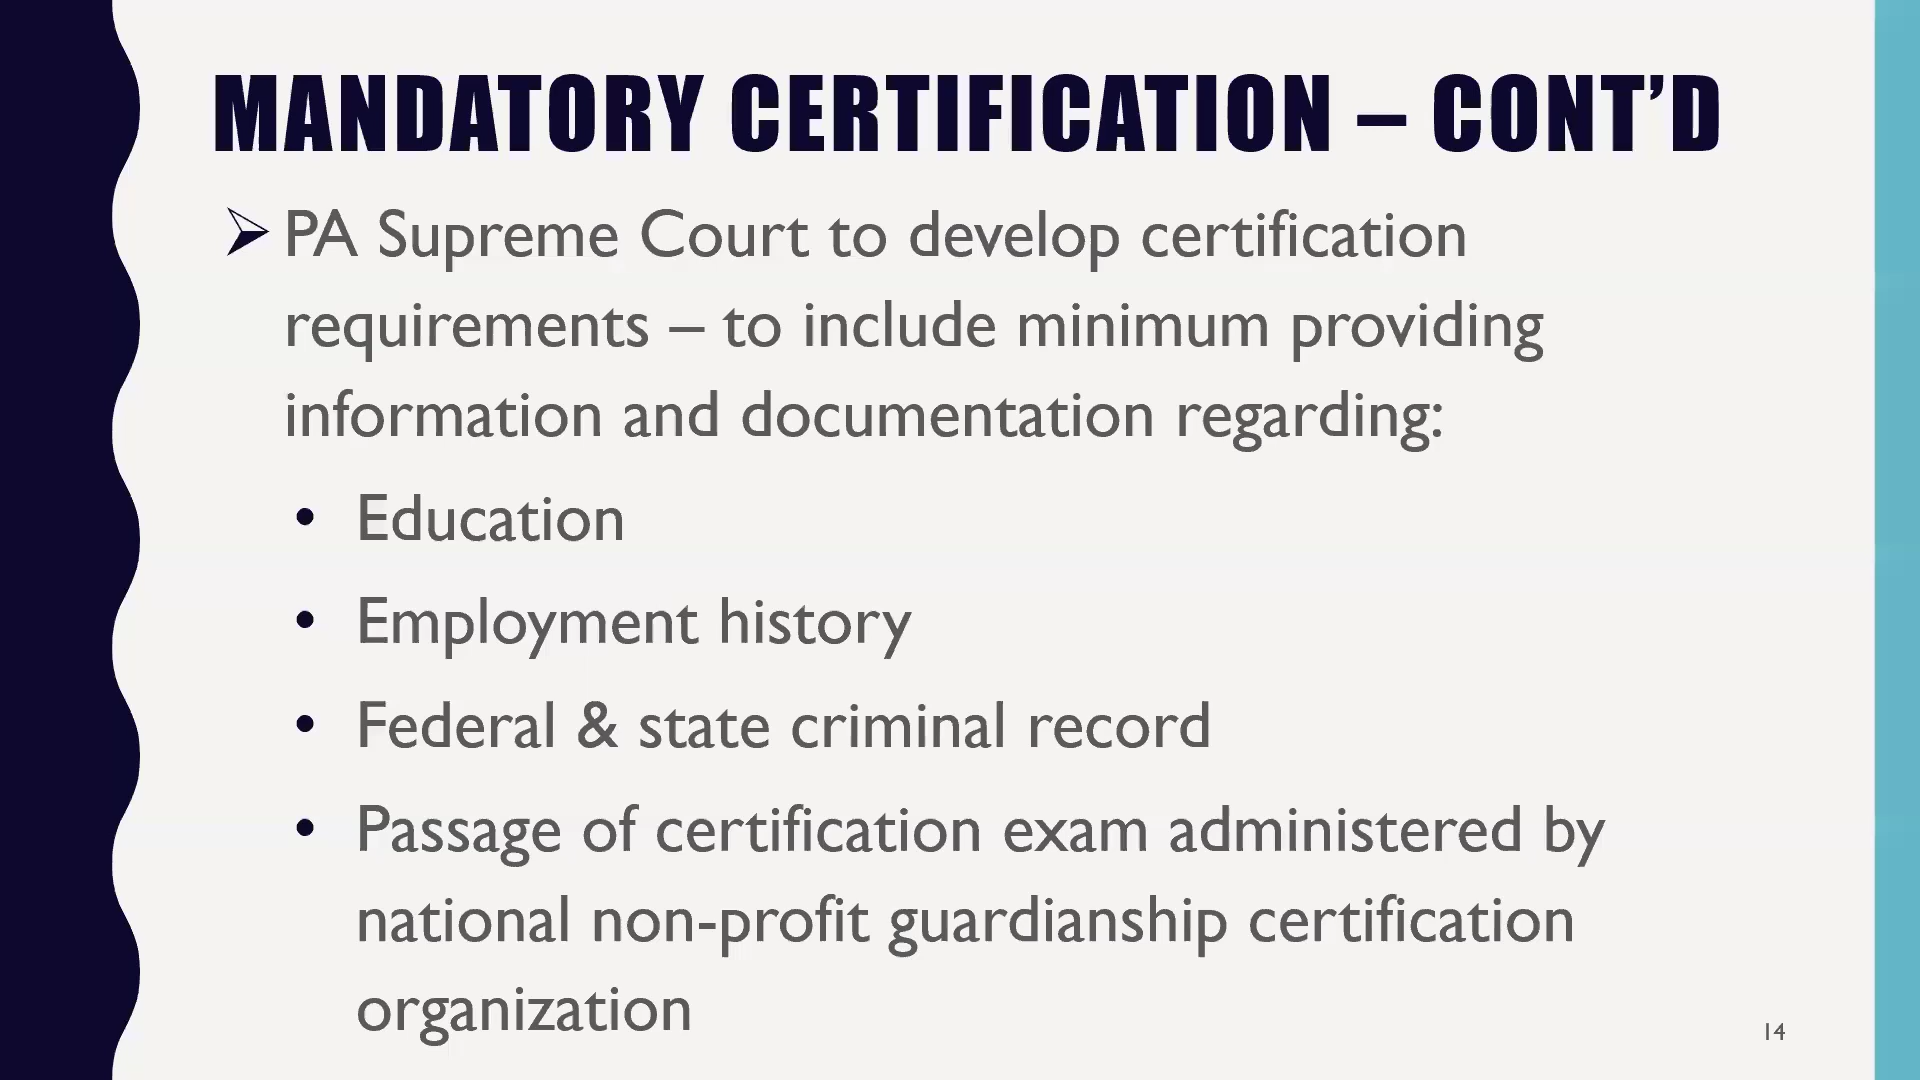 MANDATORY CERTIFICATION – CONT’D
➢ PA Supreme Court to develop certification
requirements – to include minimum providing
information and documentation regarding:
• Education
• Employment history
• Federal & state criminal record
• Passage of certification exam administered by
national non-profit guardianship certification
organization
14